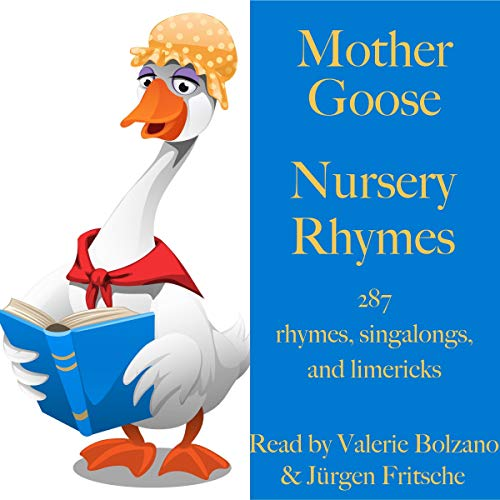 Mother
Goose
Nursery
Rhymes
287
rhymes, singalongs,
and limericks
Read by Valerie Bolzano
& Jürgen Fritsche